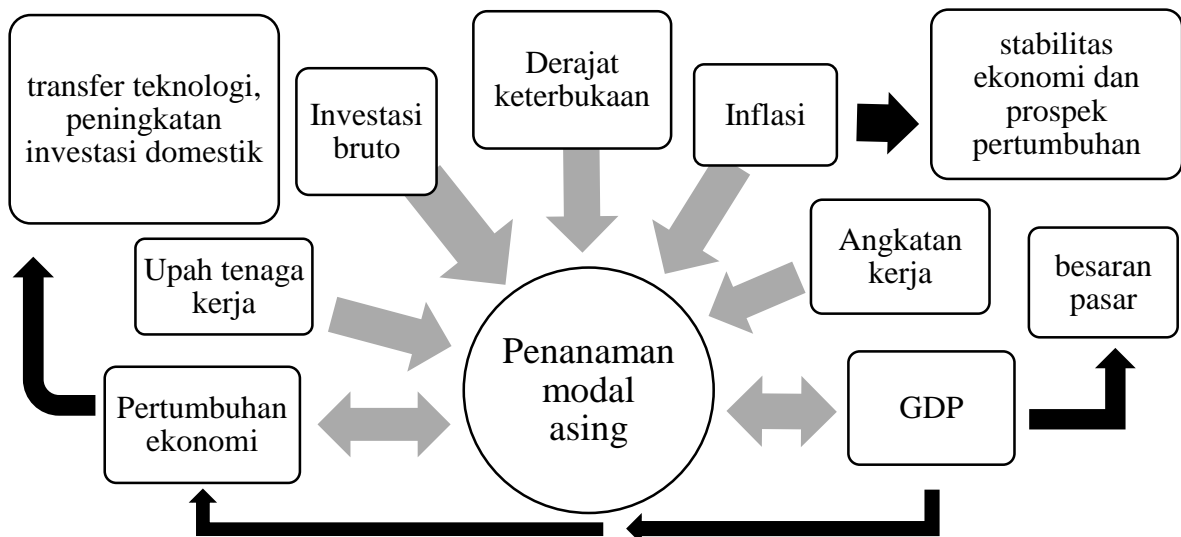 transfer teknologi,
peningkatan
investasi domestik
Investasi
bruto
Derajat
keterbukaan
Inflasi
stabilitas
ekonomi dan
prospek
pertumbuhan
Upah tenaga
kerja
Angkatan
kerja
besaran
pasar
Penanaman
modal
asing
Pertumbuhan
ekonomi
GDP